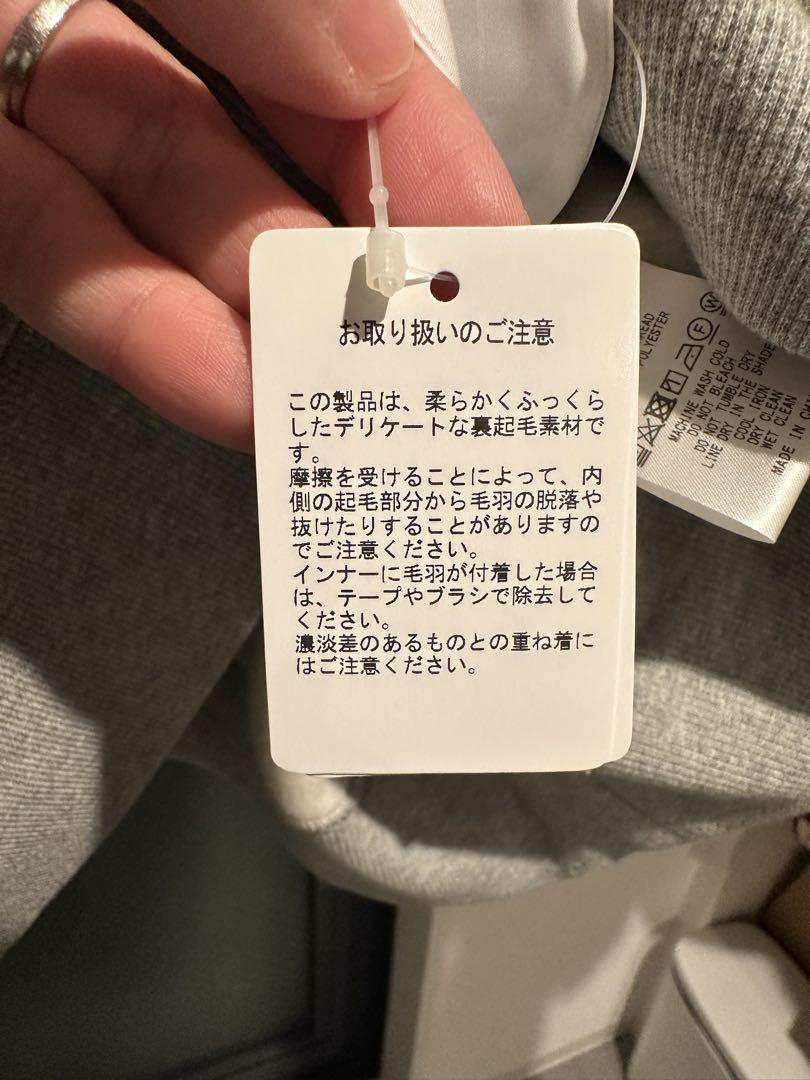 お取り扱いのご注意
この製品は、柔らかくふっくら
したデリケートな裏起毛素材で
す。
摩擦を受けることによって、内
側の起毛部分から毛羽の脱落や
抜けたりすることがありますの
でご注意ください。
インナーに毛羽が付着した場合
は、テープやブラシで除去して
ください。
濃淡差のあるものとの重ね着に
はご注意ください。
POLYESTER
MACHINE WASH COLD
DO NOT BLEACH
DO NOT TUMBLE DRY
LINE DRY IN THE SHADE
COOL IRON
DRY CLEAN
WET CLEAN
MADE IN